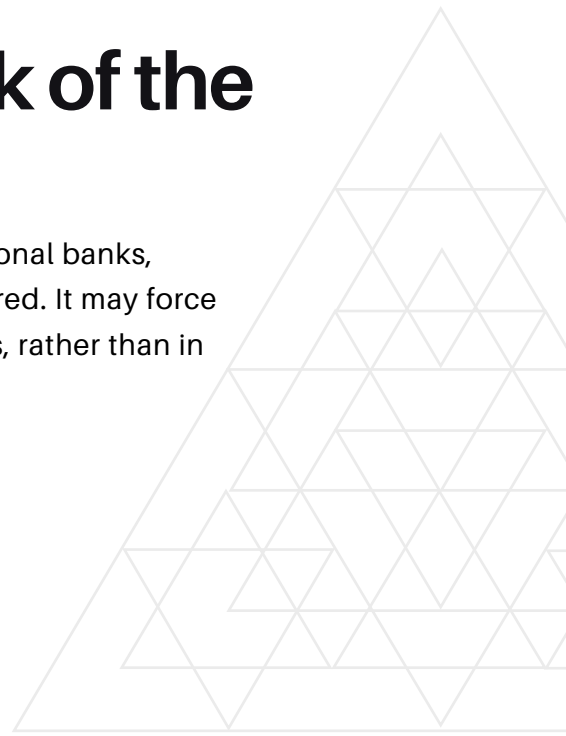 k of the
onal banks,
red. It may force
s, rather than in